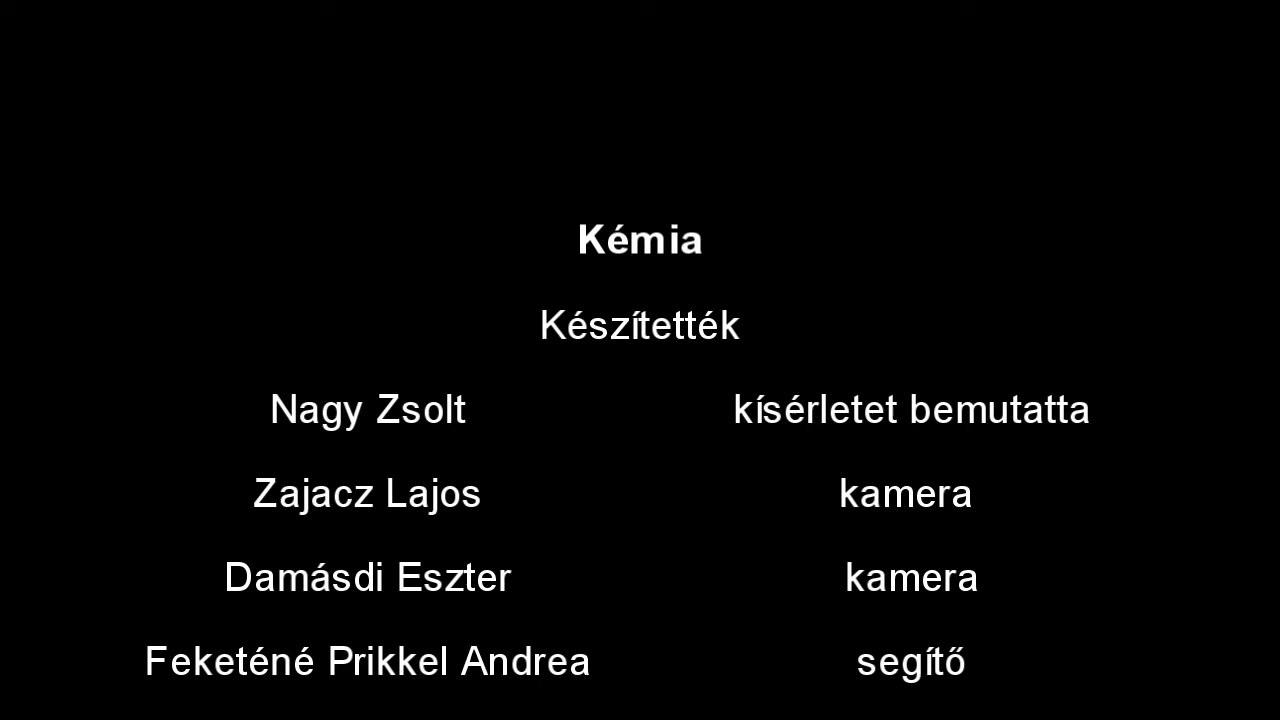 Kémia
Készítették
Nagy Zsolt kísérletet bemutatta
Zajacz Lajos kamera
Damásdi Eszter kamera
Feketéné Prikkel Andrea segítő